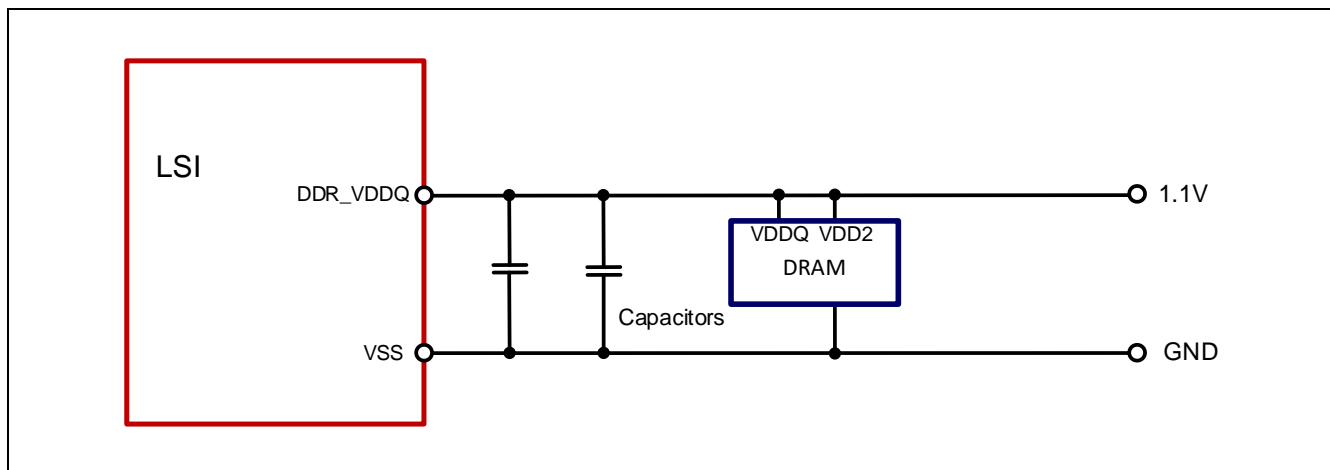 LSI
DDR_VDDQ
1.1V
VDDQ VDD2
DRAM
Capacitors
VSS
GND